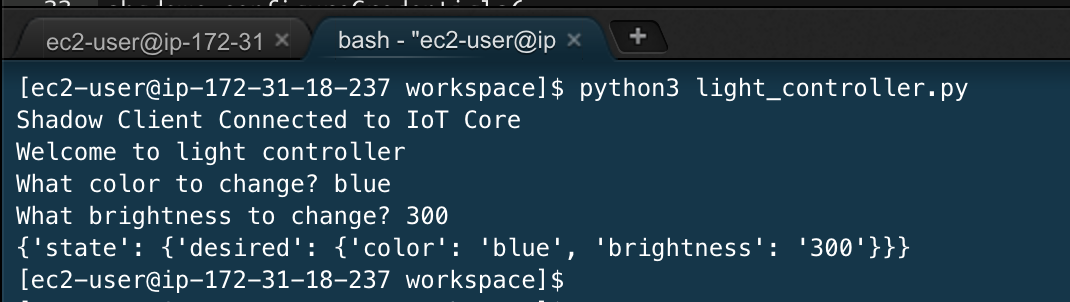 ec2-user@ip-172-31 ×
bash - "ec2-user@ip ×
+
[ec2-user@ip-172-31-18-237 workspace]$ python3 light_controller.py
Shadow Client Connected to IoT Core
Welcome to light controller
What color to change? blue
What brightness to change? 300
{'state': {'desired': {'color': 'blue', 'brightness': '300'}}}
[ec2-user@ip-172-31-18-237 workspace]$